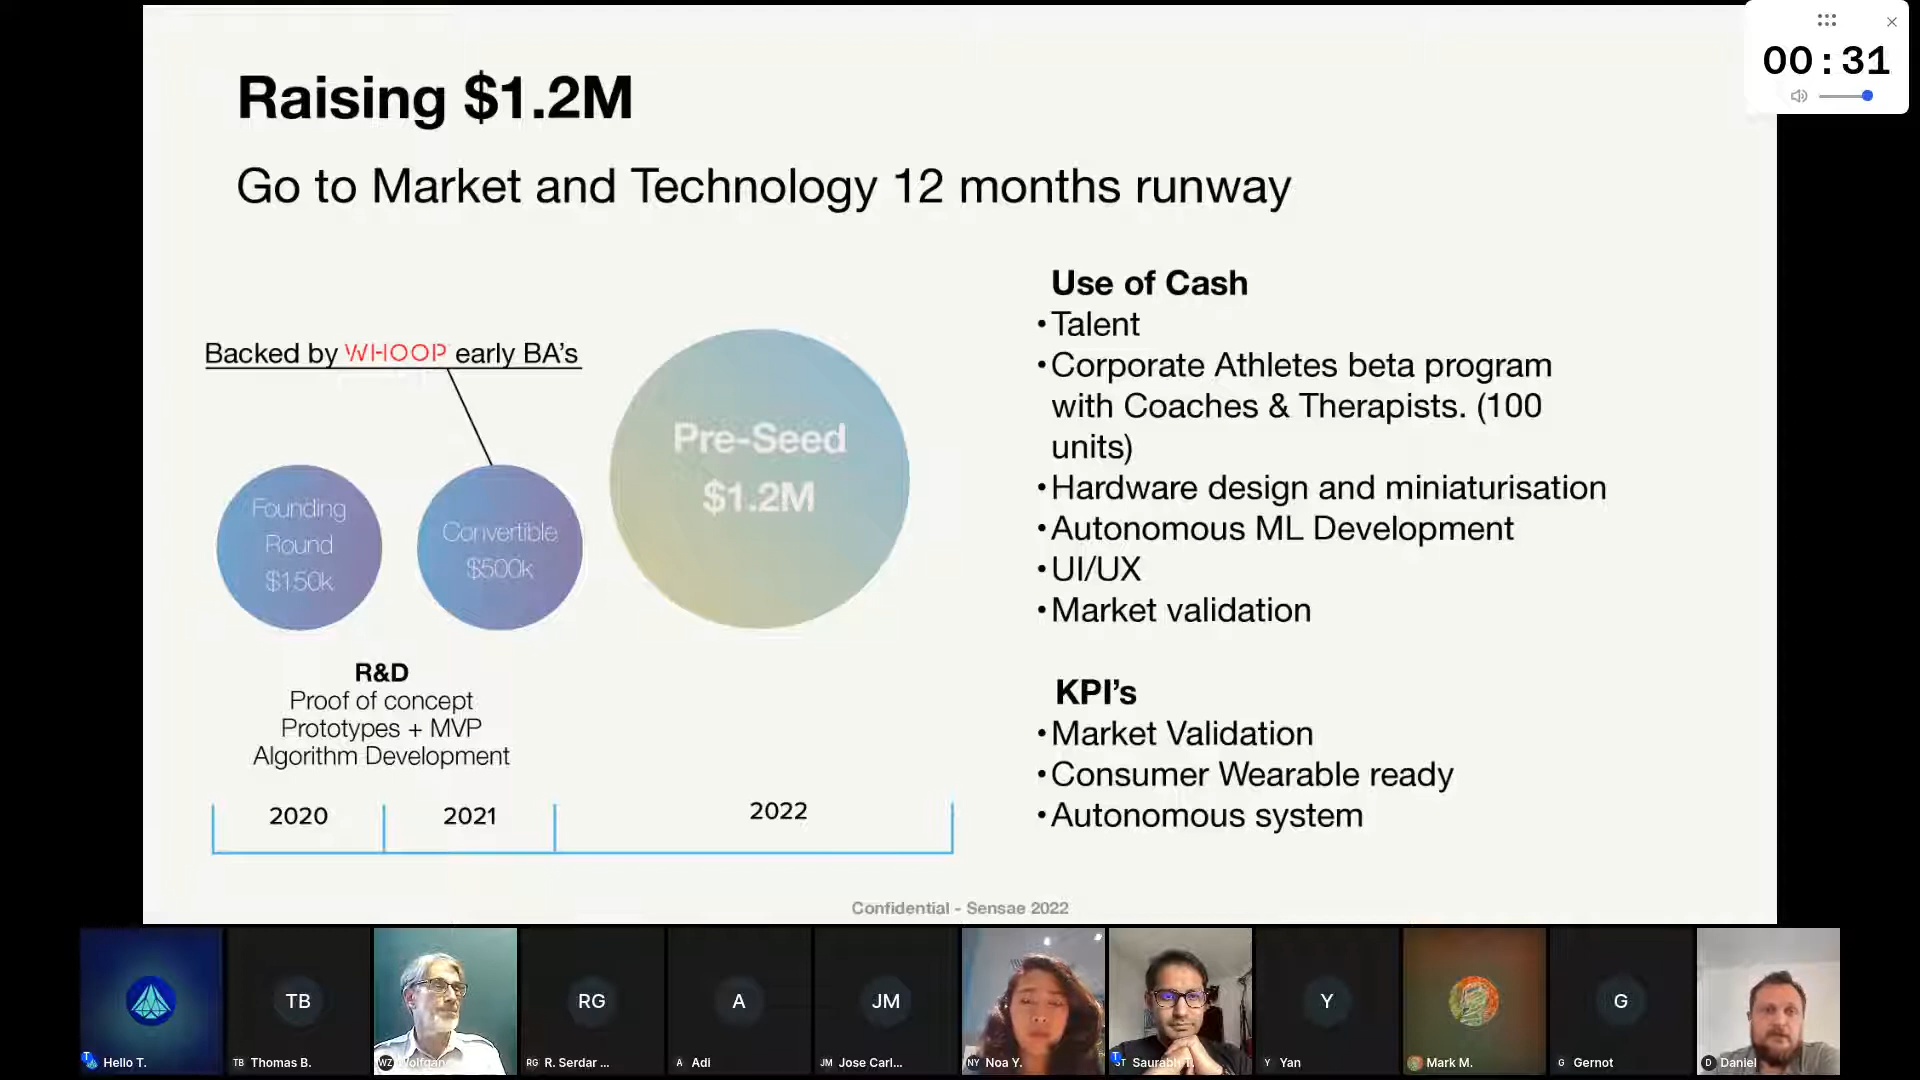 00:31
Raising $1.2M
Go to Market and Technology 12 months runway
Backed by WHOOP early BA's
Founding
Round
$150k
Convertible
$500k
Pre-Seed
$1.2M
R&D
Proof of concept
Prototypes + MVP
Algorithm Development
2020
2021
2022
Use of Cash
•Talent
•Corporate Athletes beta program
with Coaches & Therapists. (100
units)
•Hardware design and miniaturisation
•Autonomous ML Development
•UI/UX
•Market validation
KPI's
•Market Validation
•Consumer Wearable ready
•Autonomous system
Confidential - Sensae 2022
T Hello T.
TB
TB Thomas B.
WZ
RG
RG R. Serdar ...
A
A Adi
JM
JM Jose Carl...
NY Noa Y.
Saurabh T.
Y
Y Yan
Mark M.
G
G Gernot
D Daniel